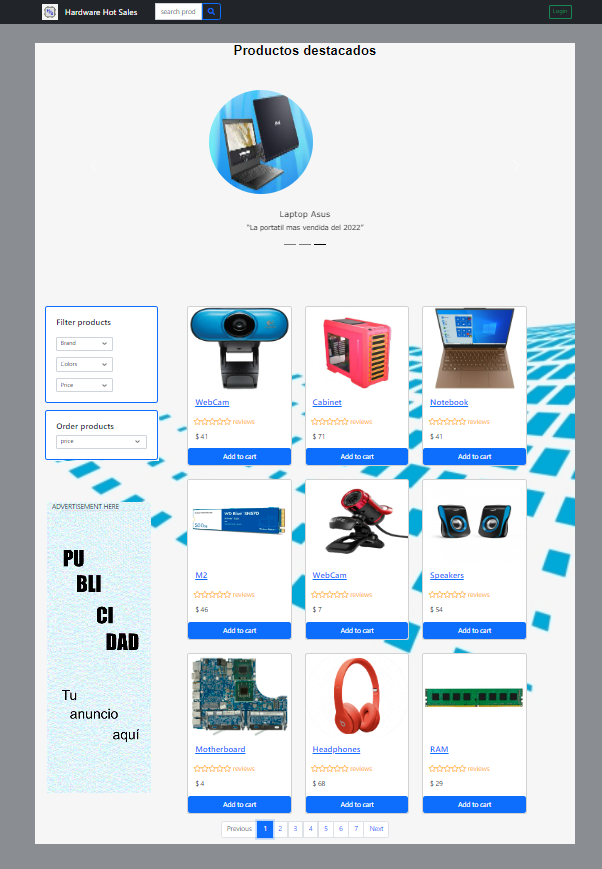 Hardware Hot Sales
search prod
Login
Productos destacados
Laptop Asus
"La portatil mas vendida del 2022"
Filter products
Brand
Colors
Price
Order products
price
ADVERTISEMENT HERE
PU
BLI
CI
DAD
Tu
anuncio
aquí
WebCam
reviews
$ 41
Add to cart
Cabinet
reviews
$ 71
Add to cart
Notebook
reviews
$ 41
Add to cart
M2
reviews
$ 46
Add to cart
WebCam
reviews
$ 7
Add to cart
Speakers
reviews
$ 54
Add to cart
Motherboard
reviews
$ 4
Add to cart
Headphones
reviews
$ 68
Add to cart
RAM
reviews
$ 29
Add to cart
Previous 1 2 3 4 5 6 7 Next